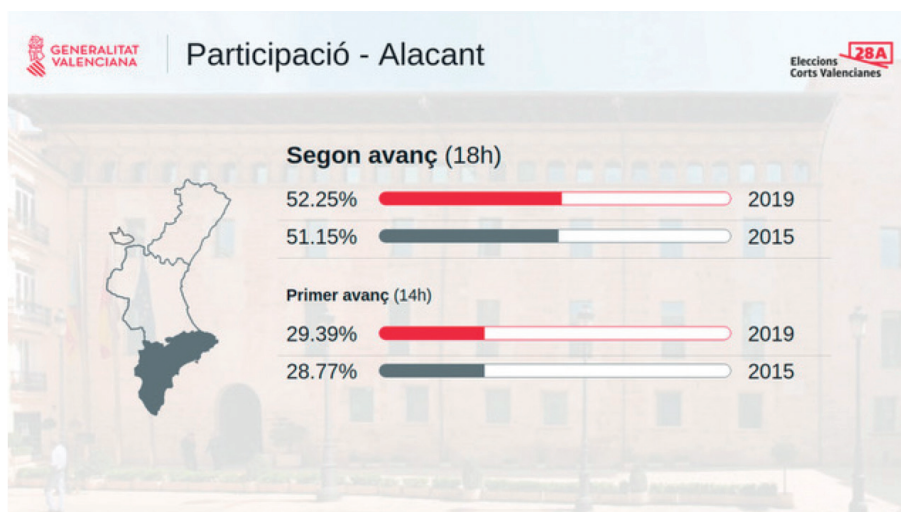 GENERALITAT
VALENCIANA
Participació - Alacant
28A
Eleccions
Corts Valencianes
Segon avanç (18h)
52.25% 2019
51.15% 2015
Primer avanç (14h)
29.39% 2019
28.77% 2015